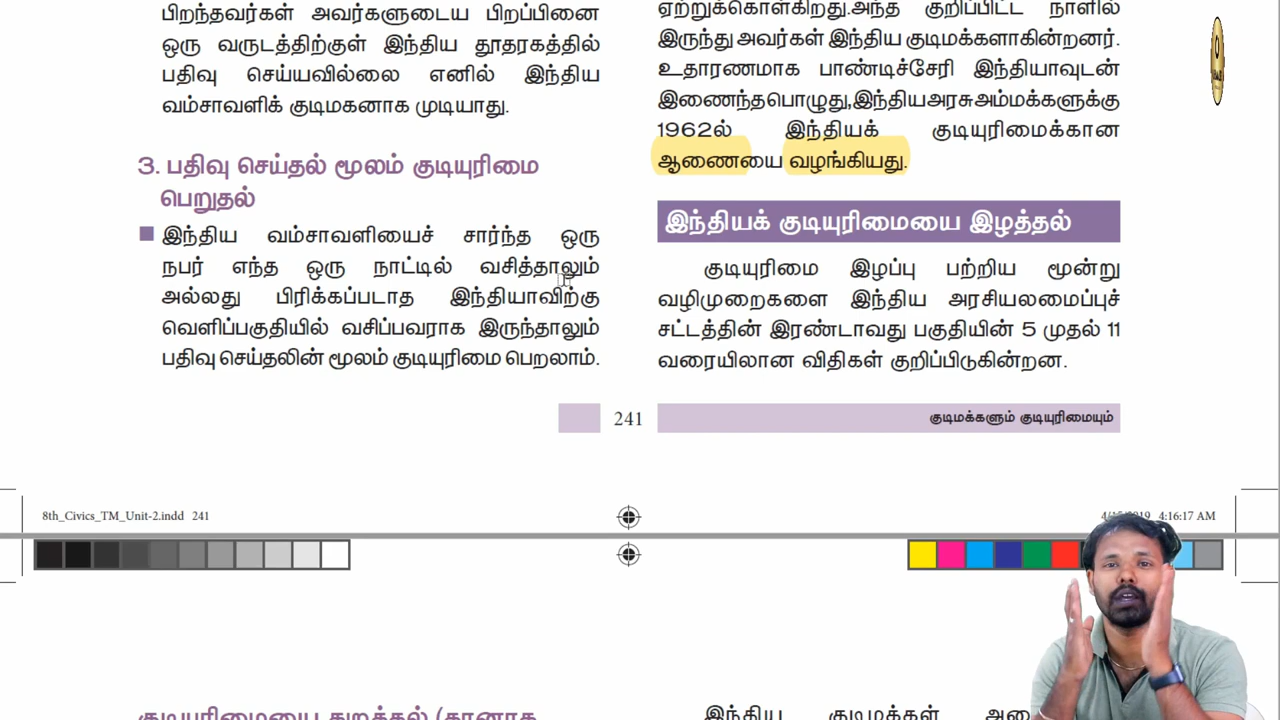 பிறந்தவர்கள் அவர்களுடைய பிறப்பினை
ஒரு வருடத்திற்குள் இந்திய தூதரகத்தில்
பதிவு செய்யவில்லை எனில் இந்திய
வம்சாவளிக் குடிமகனாக முடியாது.
3. பதிவு செய்தல் மூலம் குடியுரிமை
பெறுதல்
இந்திய வம்சாவளியைச் சார்ந்த ஒரு
நபர் எந்த ஒரு நாட்டில் வசித்தாலும்
அல்லது பிரிக்கப்படாத இந்தியாவிற்கு
வெளிப்பகுதியில் வசிப்பவராக இருந்தாலும்
பதிவு செய்தலின் மூலம் குடியுரிமை பெறலாம்.
ஏற்றுக்கொள்கிறது.அந்த குறிப்பிட்ட நாளில்
இருந்து அவர்கள் இந்திய குடிமக்களாகின்றனர்.
உதாரணமாக பாண்டிச்சேரி இந்தியாவுடன்
இணைந்தபொழுது,இந்தியஅரசுஅம்மக்களுக்கு
1962ல் இந்தியக் குடியுரிமைக்கான
ஆணையை வழங்கியது.
இந்தியக் குடியுரிமையை இழத்தல்
குடியுரிமை இழப்பு பற்றிய மூன்று
வழிமுறைகளை இந்திய அரசியலமைப்புச்
சட்டத்தின் இரண்டாவது பகுதியின் 5 முதல் 11
வரையிலான விதிகள் குறிப்பிடுகின்றன.
241
குடிமக்களும் குடியுரிமையும்
8th_Civics_TM_Unit-2.indd 241
4:16:17 AM
குடியுரிமையை துறத்தல் (தானாக
இந்திய குடிமக்கள்